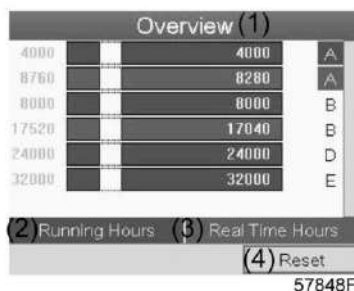 Overview (1)
4000 4000 A
8760 8280 A
8000 8000 B
17520 17040 B
24000 24000 D
32000 32000 E
(2) Running Hours (3) Real Time Hours
(4) Reset
57848F